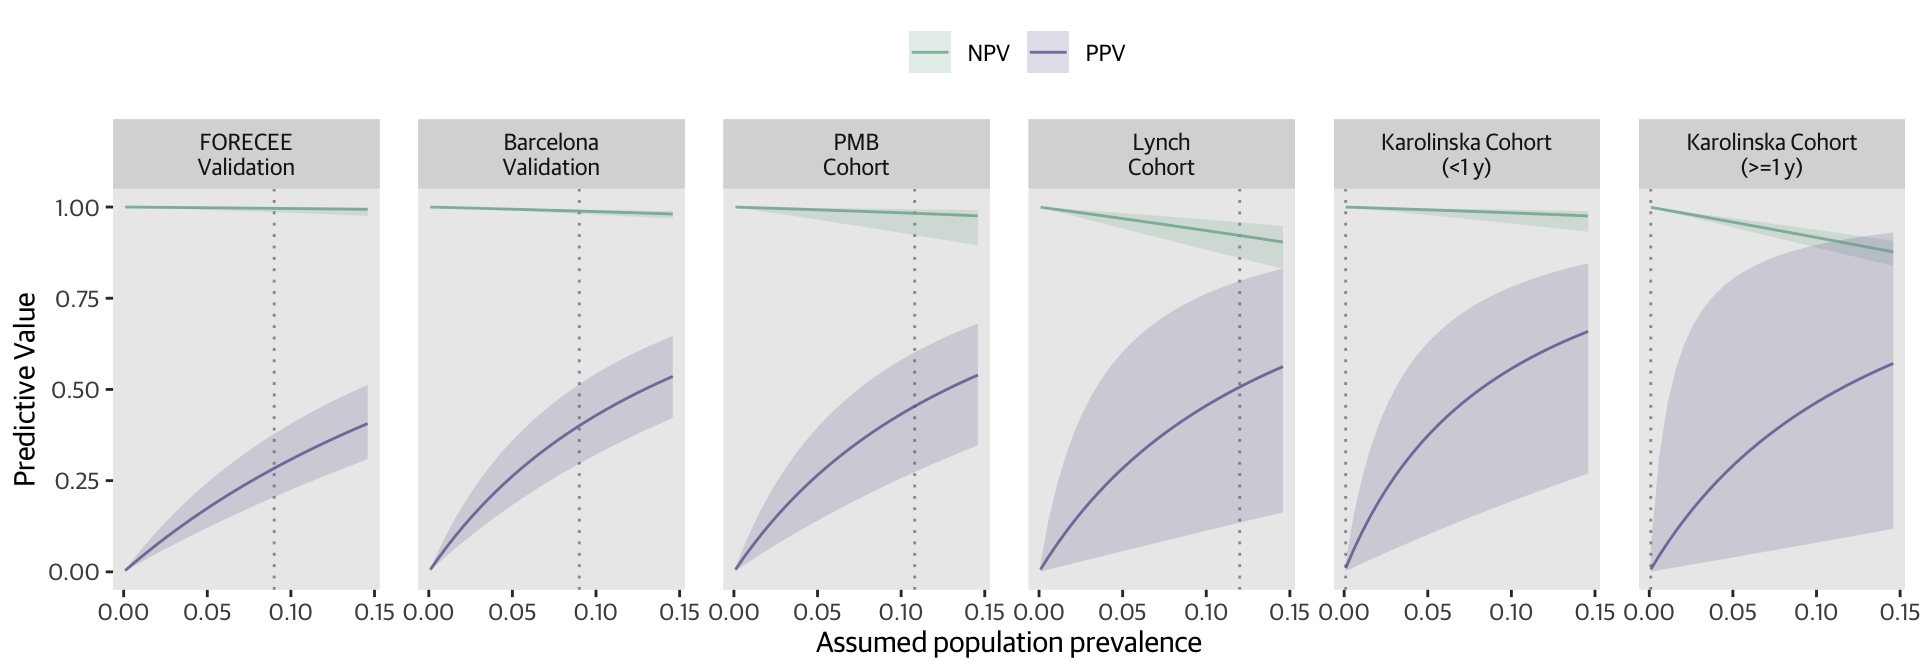 NPV PPV
FORECEE
Validation
Barcelona
Validation
PMB
Cohort
Lynch
Cohort
Karolinska Cohort
(<1 y)
Karolinska Cohort
(>=1 y)
Predictive Value
1.00
0.75
0.50
0.25
0.00
0.00 0.05 0.10 0.15
0.00 0.05 0.10 0.15
0.00 0.05 0.10 0.15
0.00 0.05 0.10 0.15
0.00 0.05 0.10 0.15
0.00 0.05 0.10 0.15
Assumed population prevalence